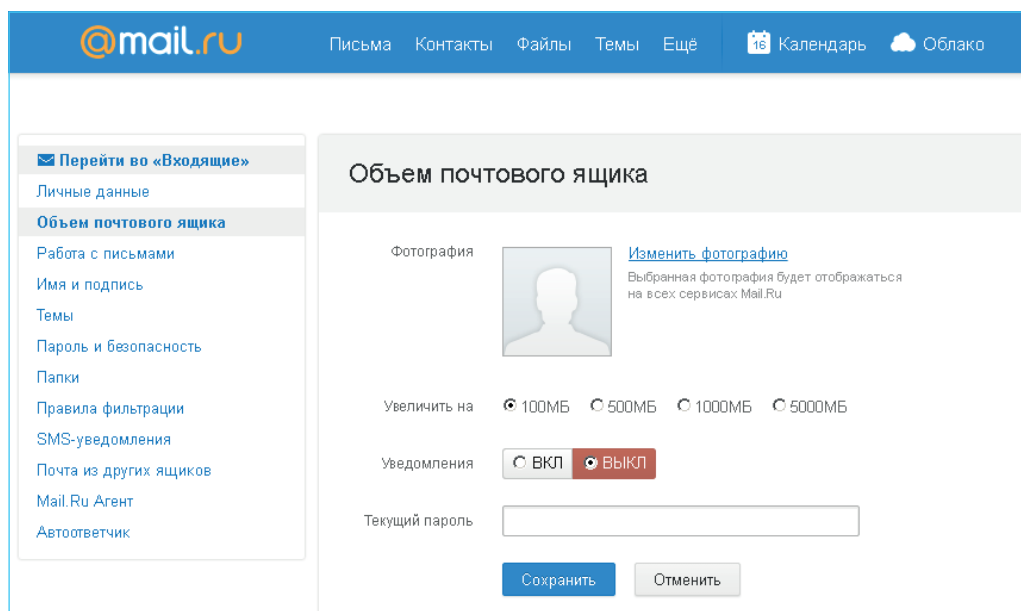 @mail.ru Письма Контакты Файлы Темы Ещё 16 Календарь Облако
Перейти во «Входящие»
Личные данные
Объем почтового ящика
Работа с письмами
Имя и подпись
Темы
Пароль и безопасность
Папки
Правила фильтрации
SMS-уведомления
Почта из других ящиков
Mail.Ru Агент
Автоответчик
Объем почтового ящика
Фотография
Изменить фотографию
Выбранная фотография будет отображаться
на всех сервисах Mail.Ru
Увеличить на 100МБ 500МБ 1000МБ 5000МБ
Уведомления ВКЛ ВЫКЛ
Текущий пароль
Сохранить Отменить